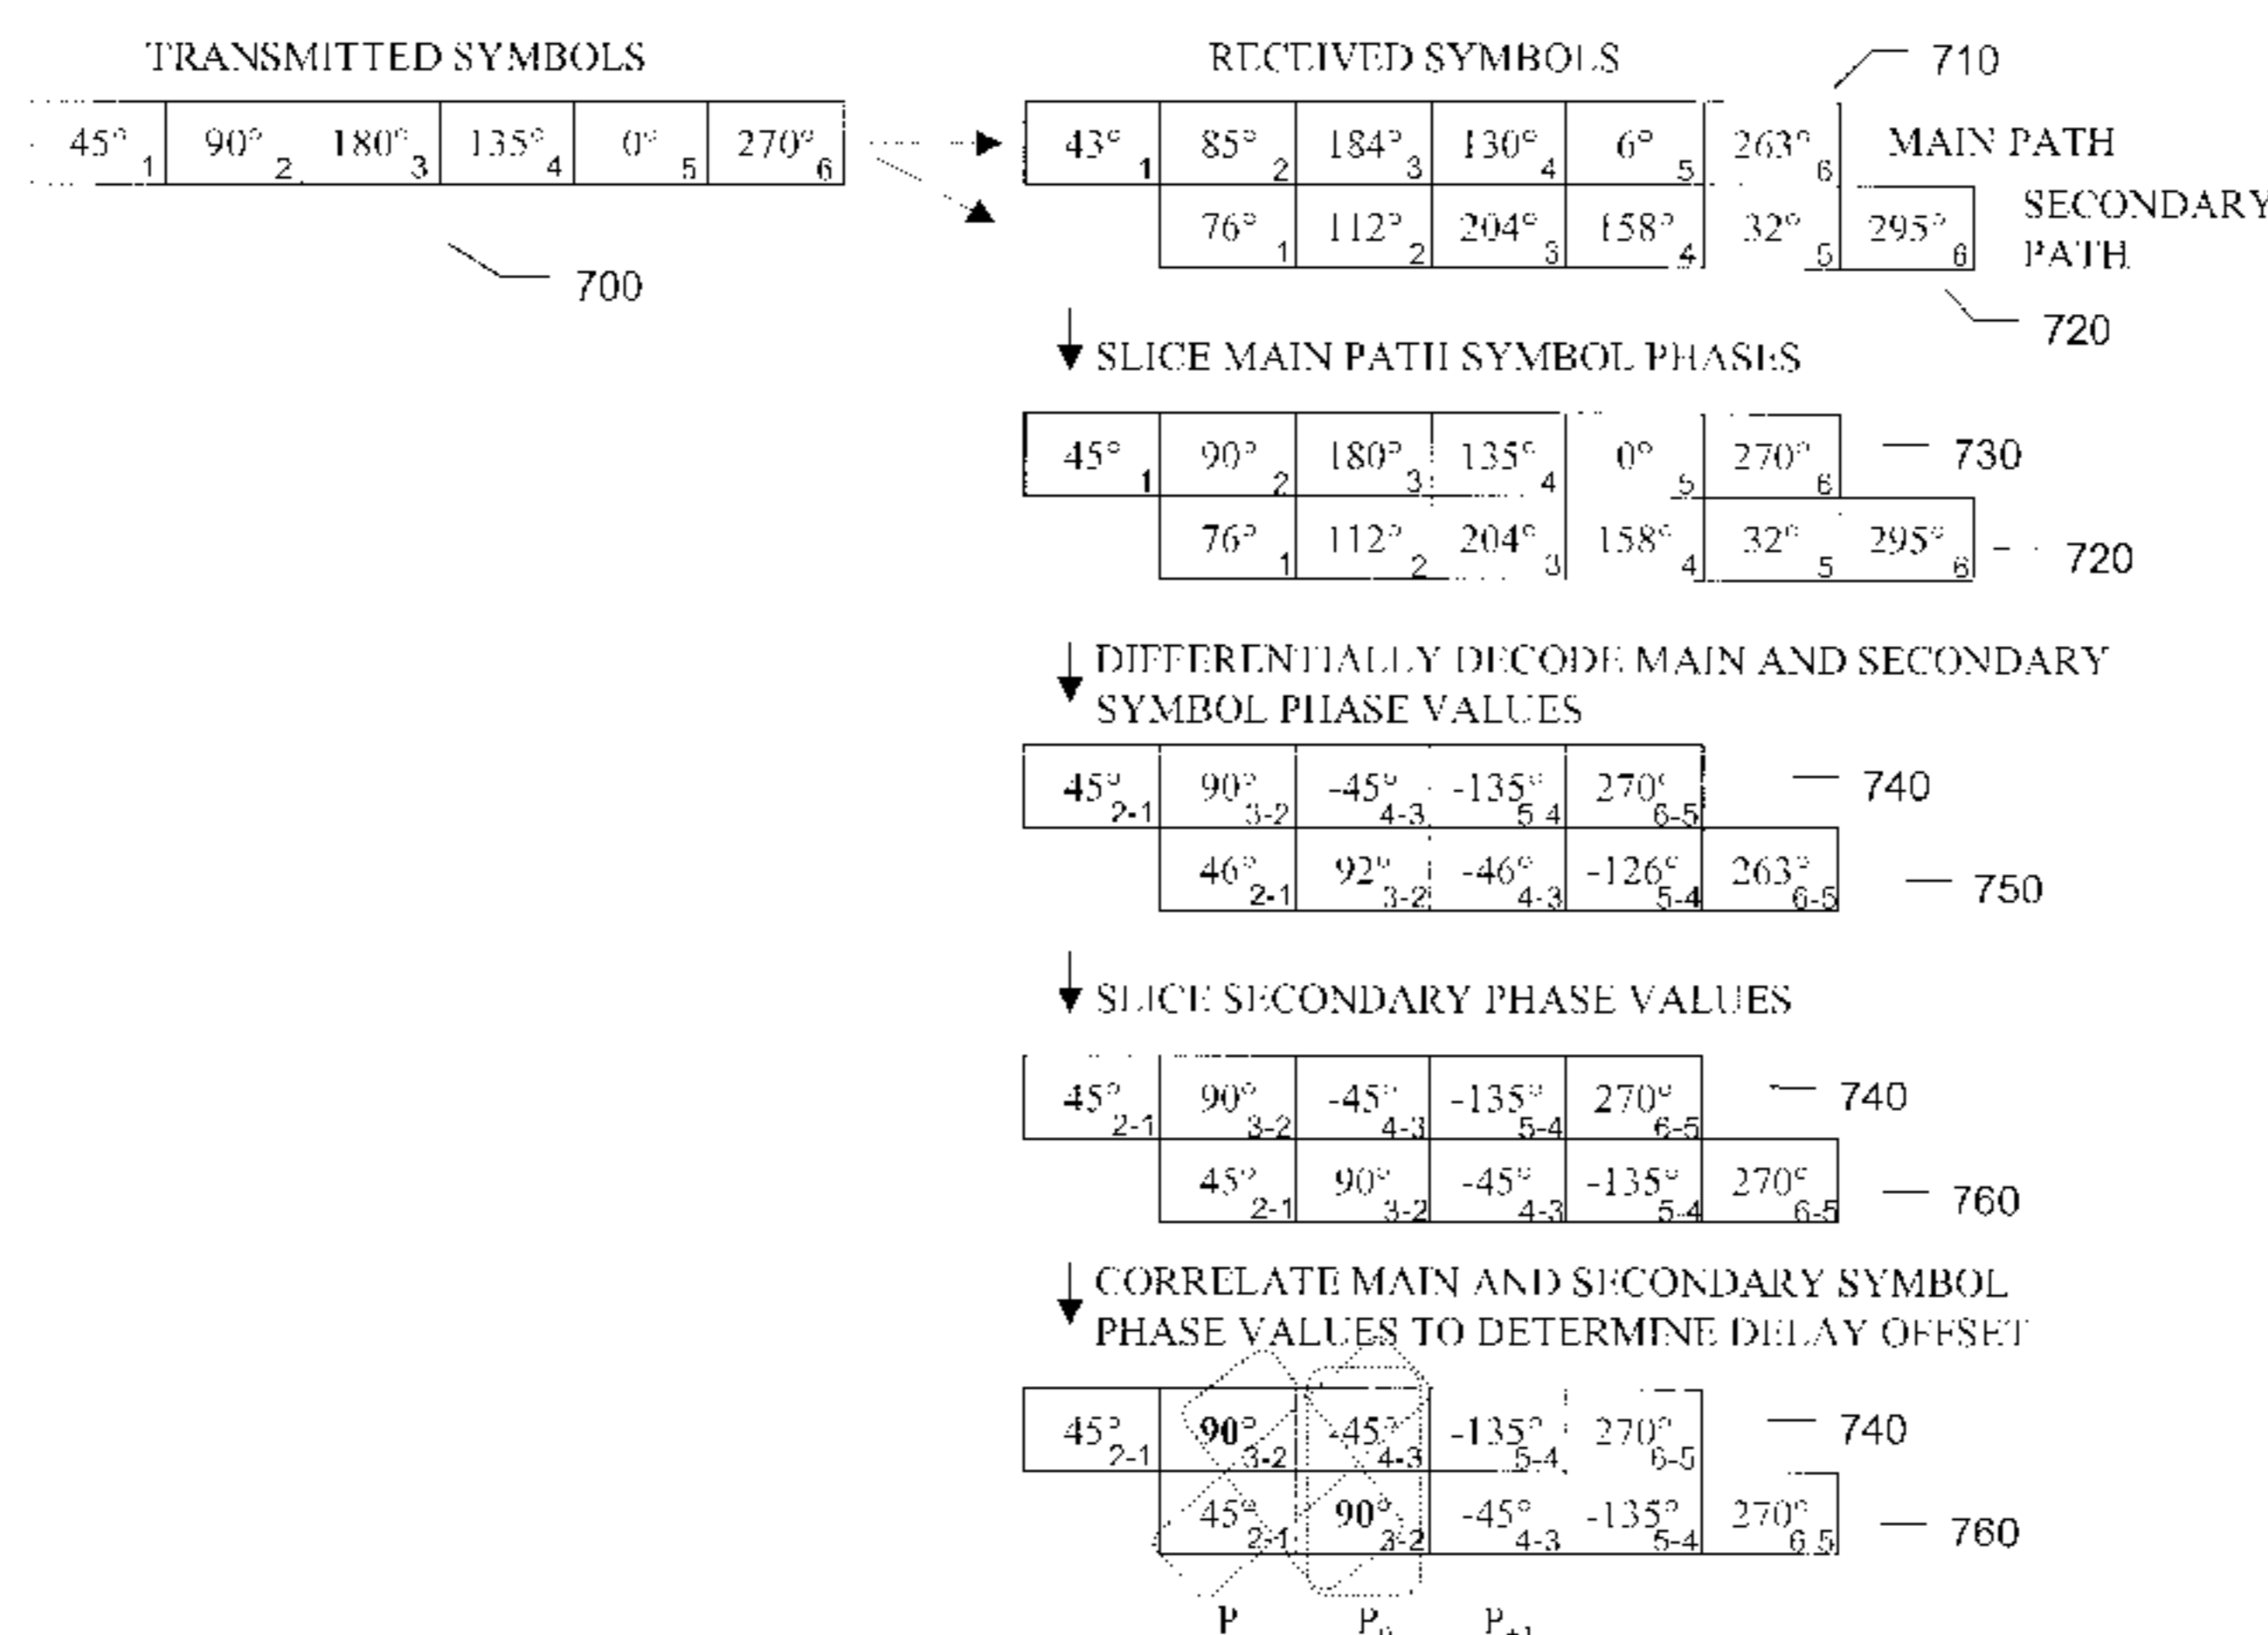 TRANSMITTED SYMBOLS
RECEIVED SYMBOLS
710
45° 1 90° 2 180° 3 135° 4 0° 5 270° 6
43° 1 85° 2 184° 3 130° 4 6° 5 263° 6
MAIN PATH
76° 1 112° 2 204° 3 158° 4 32° 5 295° 6
SECONDARY
PATH
700
720
SLICE MAIN PATH SYMBOL PHASES
45° 1 90° 2 180° 3 135° 4 0° 5 270° 6 730
76° 1 112° 2 204° 3 158° 4 32° 5 295° 6 720
DIFFERENTIALLY DECODE MAIN AND SECONDARY
SYMBOL PHASE VALUES
45° 2-1 90° 3-2 -45° 4-3 -135° 5 4 270° 6-5 740
46° 2-1 92° 3-2 -46° 4-3 -126° 5-4 263° 6-5 750
SLICE SECONDARY PHASE VALUES
45° 2-1 90° 3-2 -45° 4-3 -135° 5-4 270° 6-5 740
45° 2-1 90° 3-2 -45° 4-3 -135° 5-4 270° 6-5 760
CORRELATE MAIN AND SECONDARY SYMBOL
PHASE VALUES TO DETERMINE DELAY OFFSET
45° 2-1 90° 3-2 -45° 4-3 -135° 5-4 270° 6-5 740
45° 2-1 90° 3-2 -45° 4-3 -135° 5-4 270° 6 5 760
P P0 P+1